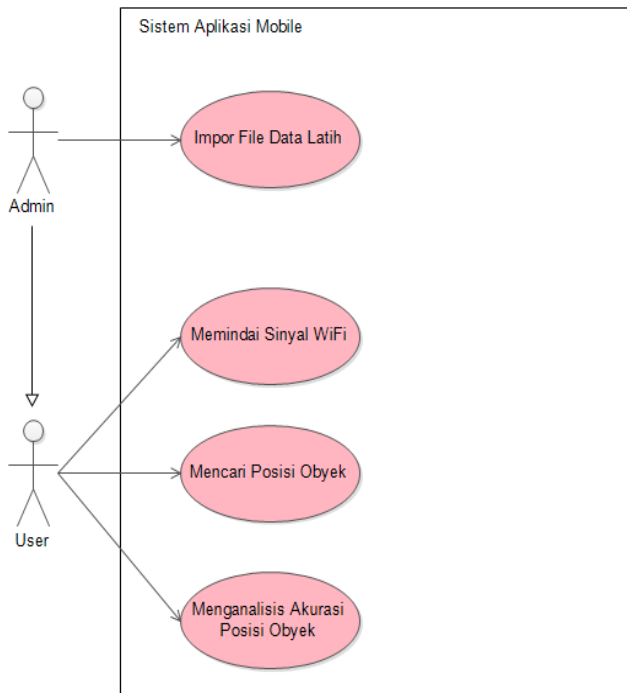 Sistem Aplikasi Mobile
Impor File Data Latih
Admin
Memindai Sinyal WiFi
Mencari Posisi Obyek
User
Menganalisis Akurasi
Posisi Obyek